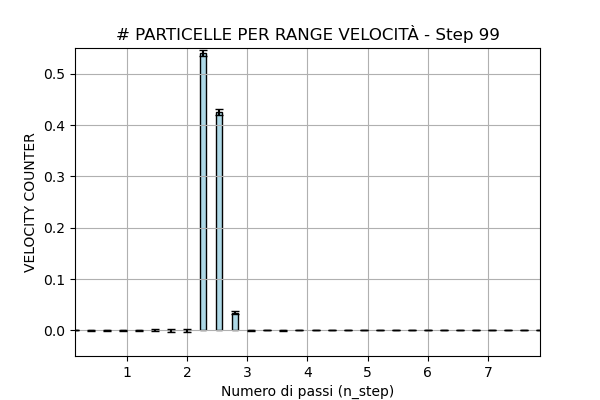 # PARTICELLE PER RANGE VELOCITÀ - Step 99
VELOCITY COUNTER
0.5
0.4
0.3
0.2
0.1
0.0
1 2 3 4 5 6 7
Numero di passi (n_step)